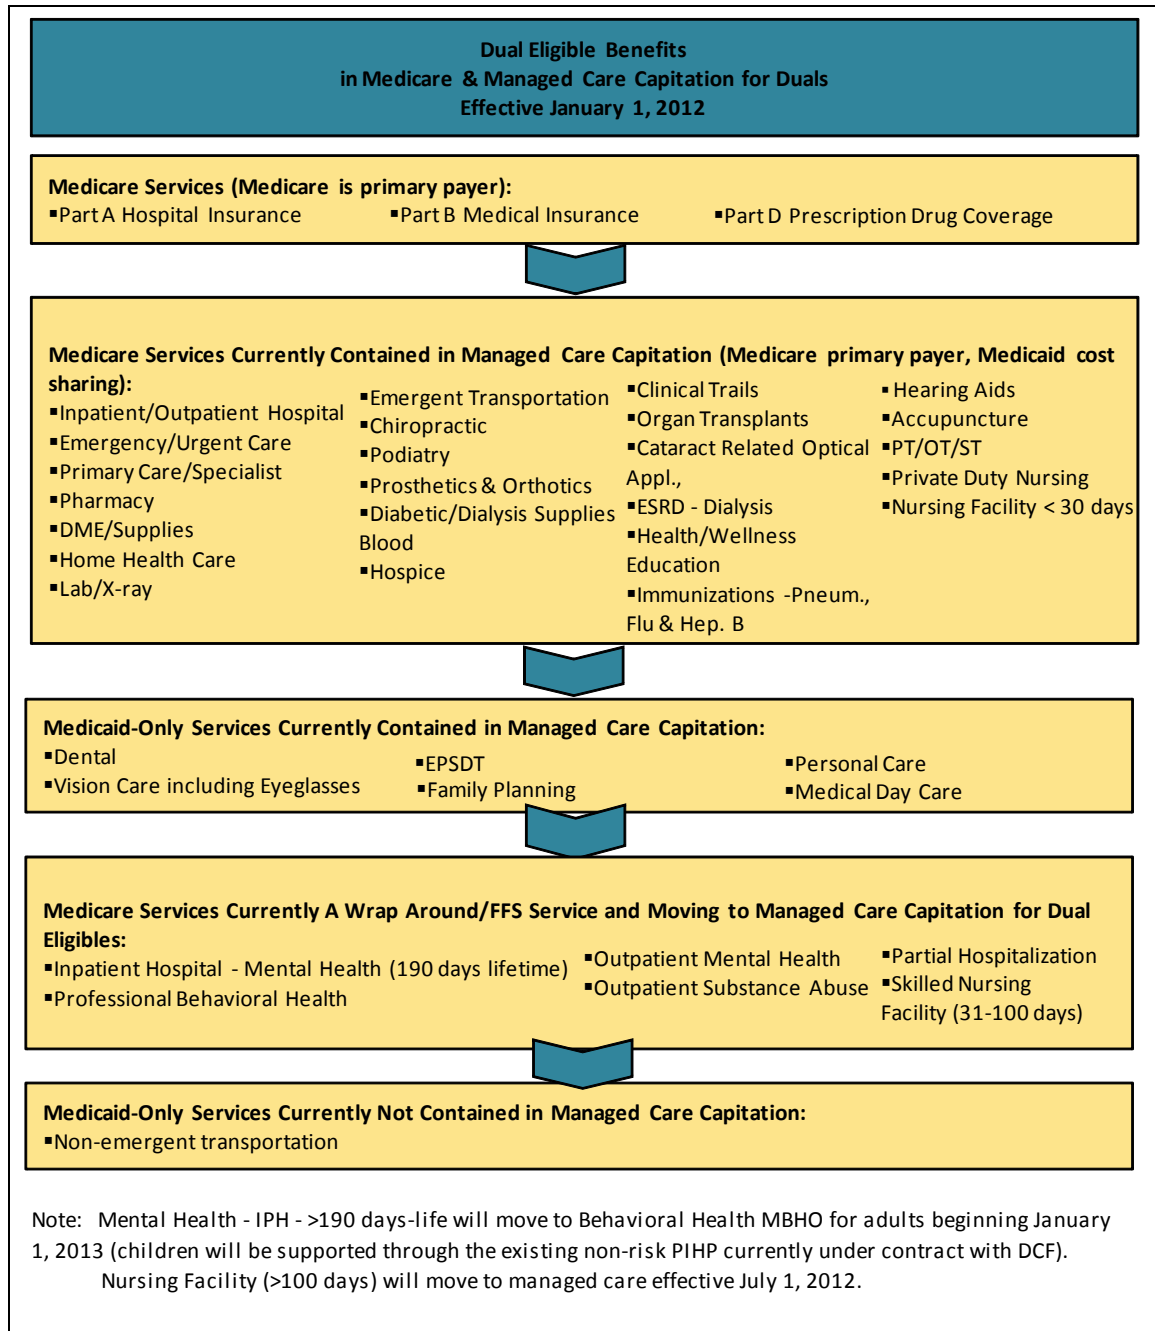 Dual Eligible Benefits
in Medicare & Managed Care Capitation for Duals
Effective January 1, 2012
Medicare Services (Medicare is primary payer):
▪Part A Hospital Insurance
▪Part B Medical Insurance
▪Part D Prescription Drug Coverage
Medicare Services Currently Contained in Managed Care Capitation (Medicare primary payer, Medicaid cost
sharing):
▪Inpatient/Outpatient Hospital
▪Emergency/Urgent Care
▪Primary Care/Specialist
▪Pharmacy
▪DME/Supplies
▪Home Health Care
▪Lab/X-ray
▪Emergent Transportation
▪Chiropractic
▪Podiatry
▪Prosthetics & Orthotics
▪Diabetic/Dialysis Supplies
Blood
▪Hospice
▪Clinical Trails
▪Organ Transplants
▪Cataract Related Optical
Appl.,
▪ESRD - Dialysis
▪Health/Wellness
Education
▪Immunizations -Pneum.,
Flu & Hep. B
▪ Hearing Aids
▪Accupuncture
▪PT/OT/ST
▪Private Duty Nursing
▪Nursing Facility < 30 days
Medicaid-Only Services Currently Contained in Managed Care Capitation:
▪Dental
▪Vision Care including Eyeglasses
▪EPSDT
▪Family Planning
▪Personal Care
▪Medical Day Care
Medicare Services Currently A Wrap Around/FFS Service and Moving to Managed Care Capitation for Dual
Eligibles:
▪Inpatient Hospital - Mental Health (190 days lifetime)
▪Professional Behavioral Health
▪Outpatient Mental Health
▪Outpatient Substance Abuse
▪Partial Hospitalization
▪Skilled Nursing
Facility (31-100 days)
Medicaid-Only Services Currently Not Contained in Managed Care Capitation:
▪Non-emergent transportation
Note: Mental Health - IPH - >190 days-life will move to Behavioral Health MBHO for adults beginning January
1, 2013 (children will be supported through the existing non-risk PIHP currently under contract with DCF).
Nursing Facility (>100 days) will move to managed care effective July 1, 2012.